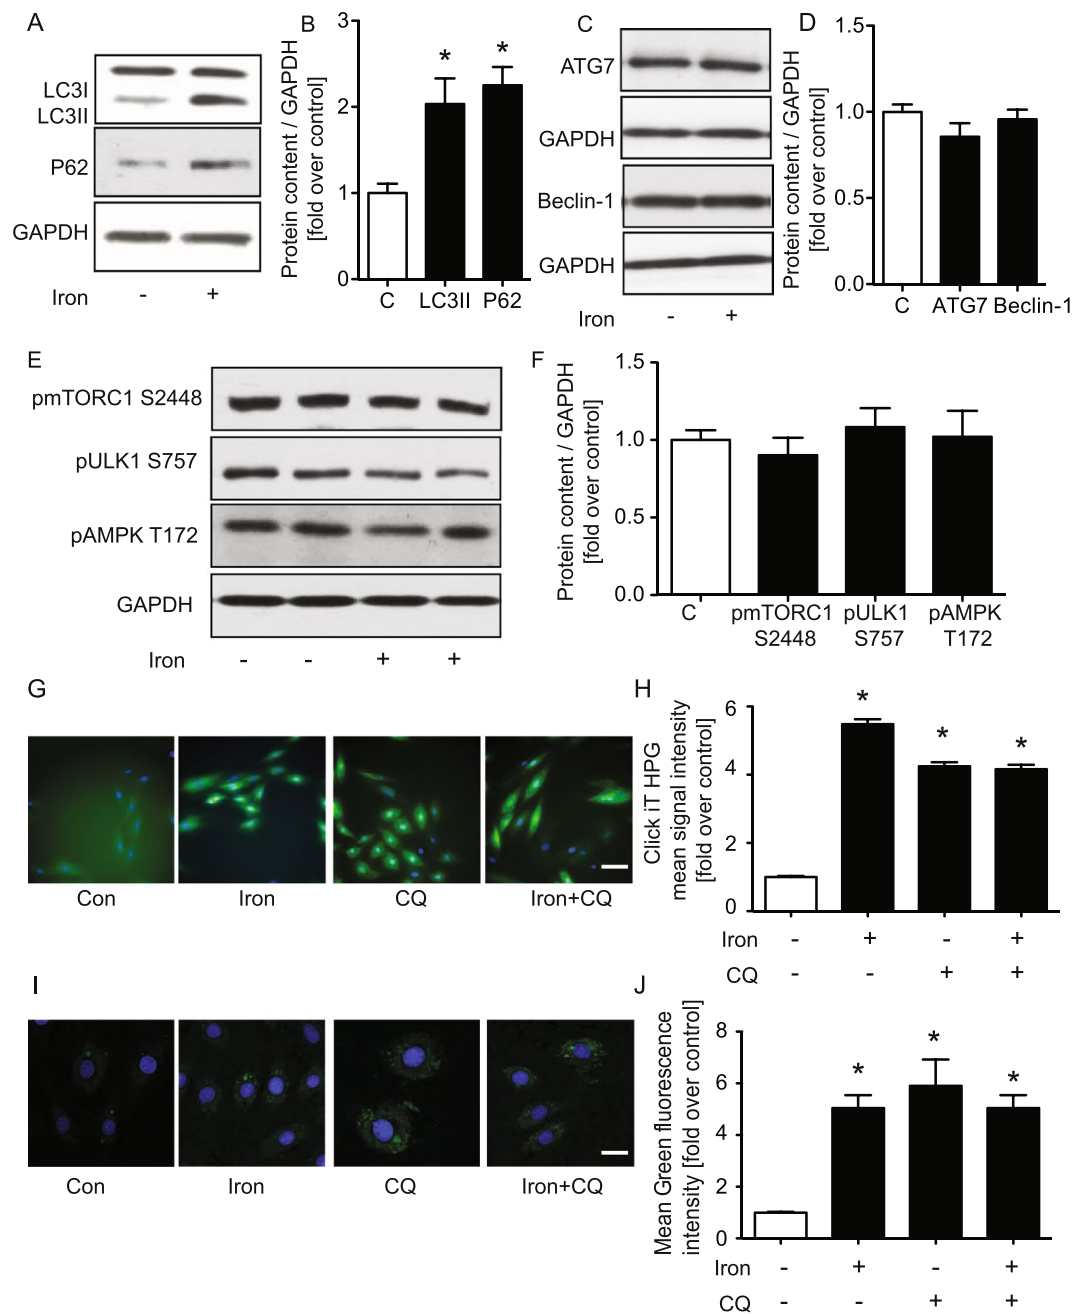 A
LC3I
LC3II
P62
GAPDH
Iron - +
B
Protein content / GAPDH
[fold over control]
3
2
1
0
* *
C LC3II P62
C
ATG7
GAPDH
Beclin-1
GAPDH
Iron - +
D
Protein content / GAPDH
[fold over control]
1.5
1.0
0.5
0.0
C ATG7 Beclin-1
E
pmTORC1 S2448
pULK1 S757
pAMPK T172
GAPDH
Iron - - + +
F
Protein content / GAPDH
[fold over control]
1.5
1.0
0.5
0.0
C pmTORC1 pULK1 pAMPK
S2448 S757 T172
G
Con Iron CQ Iron+CQ
H
Click iT HPG
mean signal intensity
[fold over control]
6
4
2
0
* * *
Iron - + - +
CQ - - + +
I
Con Iron CQ Iron+CQ
J
Mean Green fluorescence
intensity [fold over control]
8
6
4
2
0
* * *
Iron - + - +
CQ - - + +